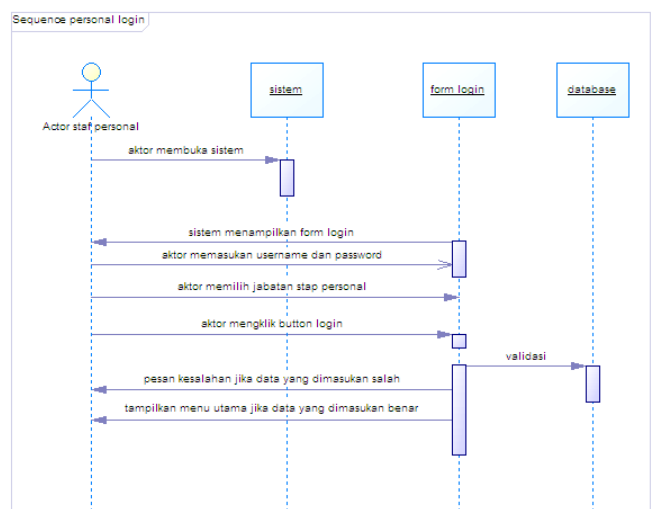 Sequence personal login
sistem
form login
database
Actor staf personal
aktor membuka sistem
sistem menampilkan form login
aktor memasukan username dan password
aktor memilih jabatan stap personal
aktor mengklik button login
validasi
pesan kesalahan jika data yang dimasukan salah
tampilkan menu utama jika data yang dimasukan benar